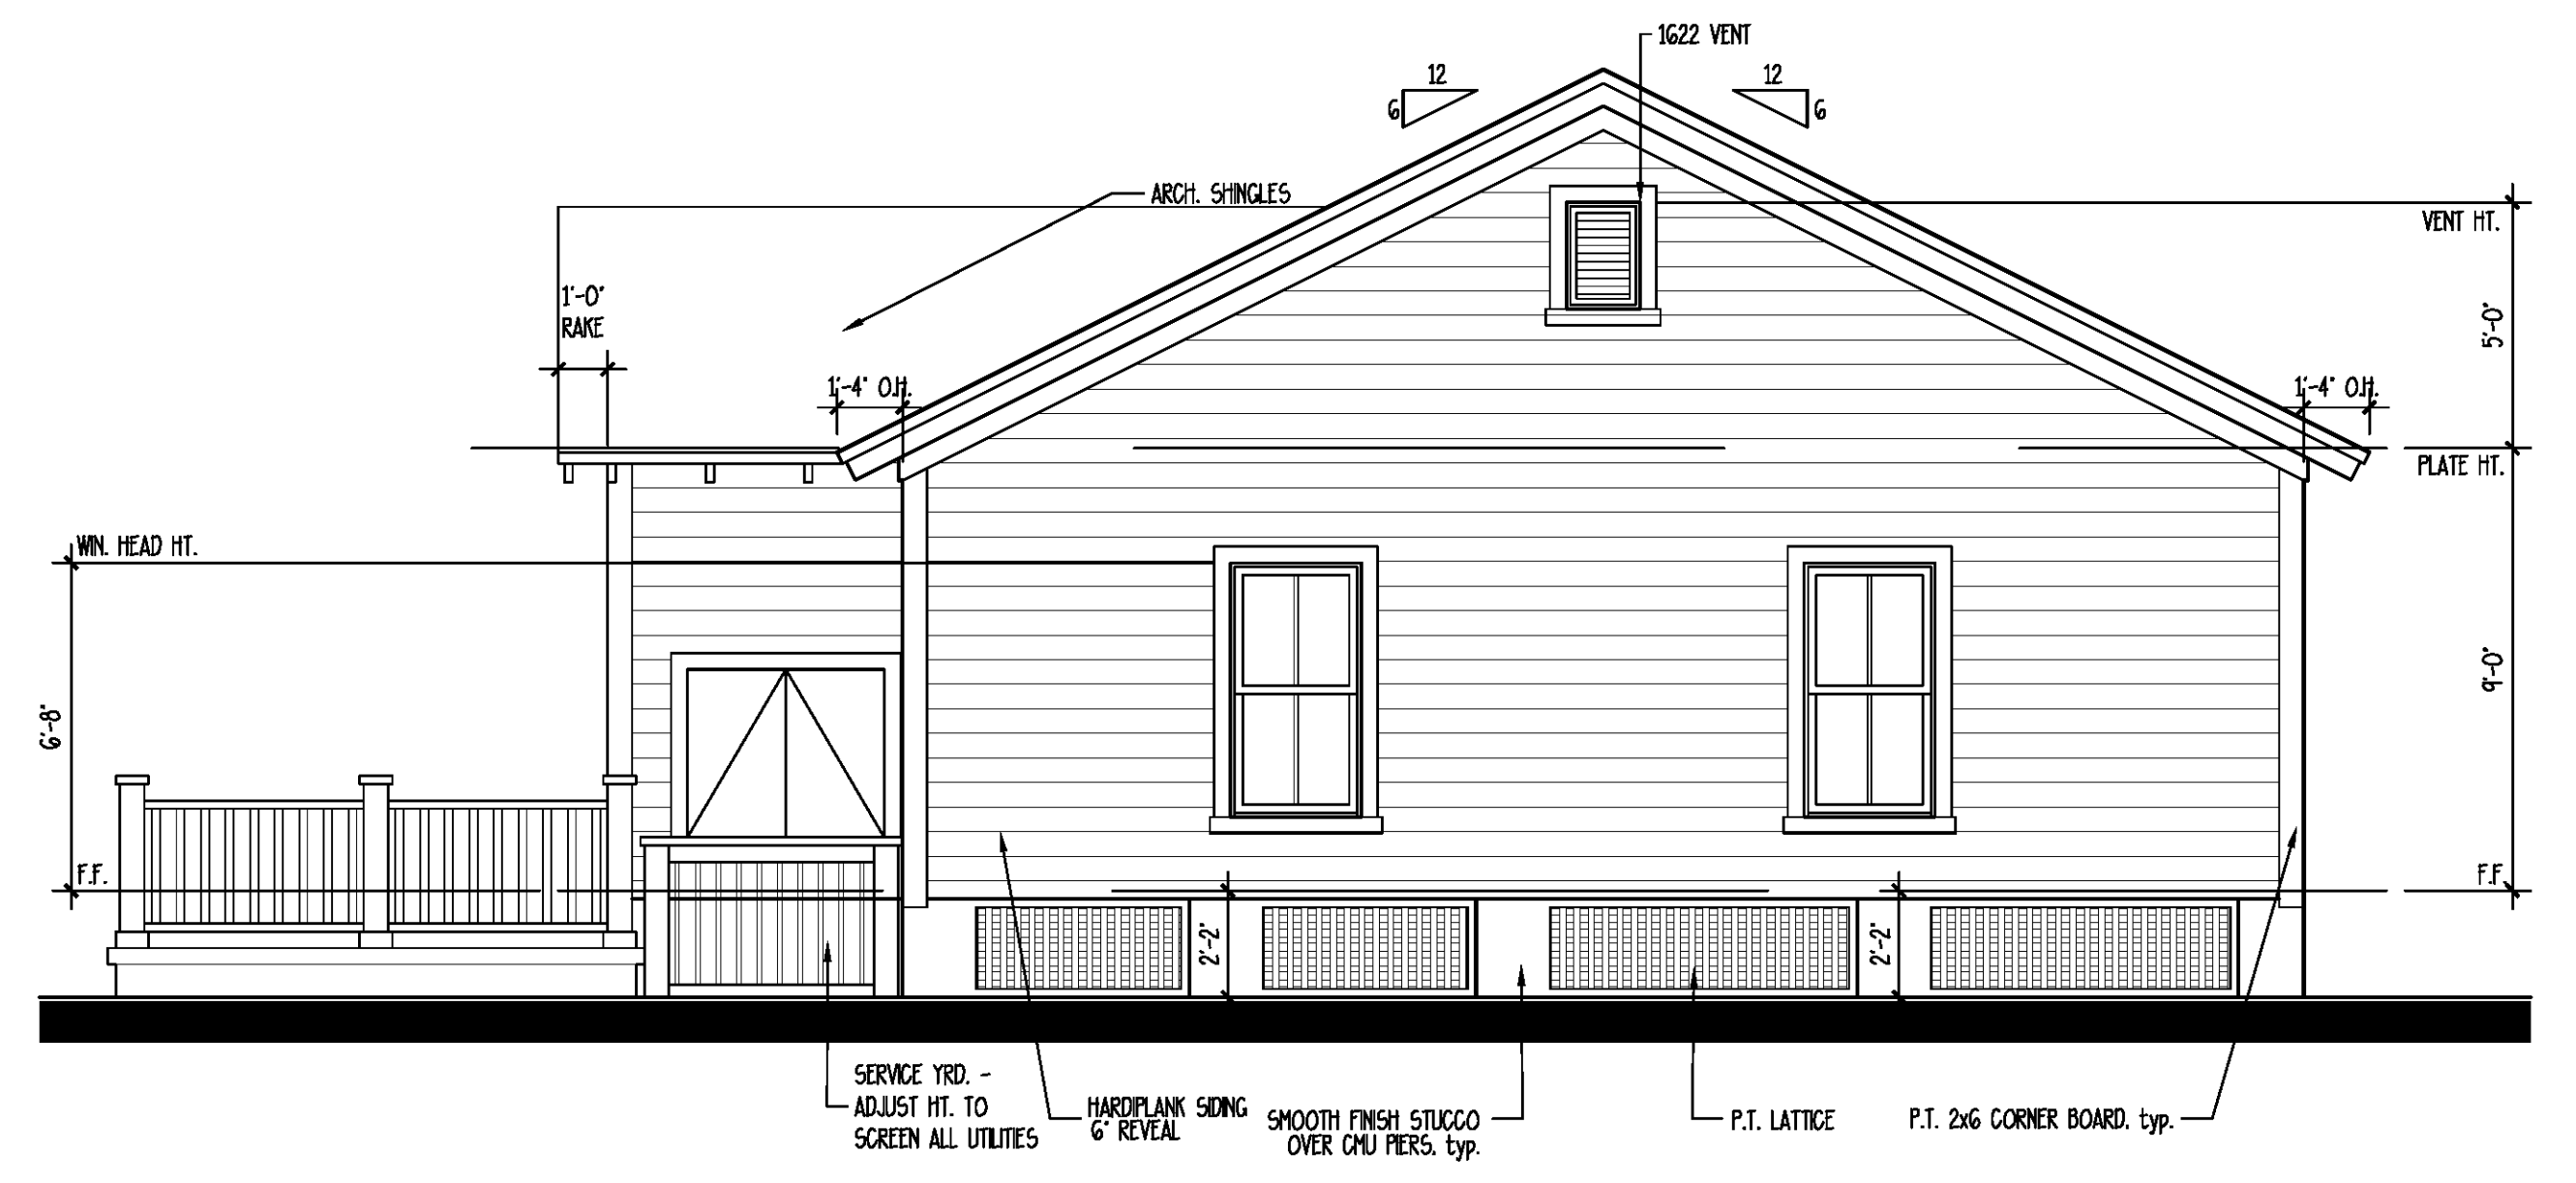 1622 VENT
12
6
12
6
ARCH. SHINGLES
VENT HT.
1'-0"
RAKE
5'-0"
1'-4" O.H.
1'-4" O.H.
PLATE HT.
WIN. HEAD HT.
9'-0"
6'-8"
F.F.
F.F.
2'-2"
2'-2"
SERVICE YRD. -
ADJUST HT. TO
SCREEN ALL UTILITIES
HARDIPLANK SIDING
6" REVEAL
SMOOTH FINISH STUCCO
OVER CMU PIERS, typ.
P.T. LATTICE
P.T. 2x6 CORNER BOARD, typ.